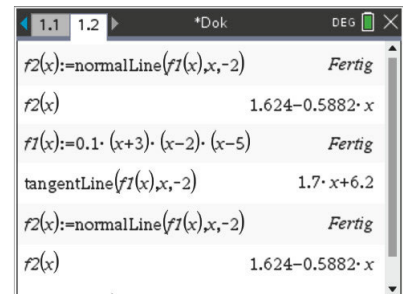 1.1 1.2 *Dok DEG
f2(x):=normalLine(f1(x),x,-2) Fertig
f2(x) 1.624-0.5882·x
f1(x):=0.1·(x+3)·(x-2)·(x-5) Fertig
tangentLine(f1(x),x,-2) 1.7·x+6.2
f2(x):=normalLine(f1(x),x,-2) Fertig
f2(x) 1.624-0.5882·x